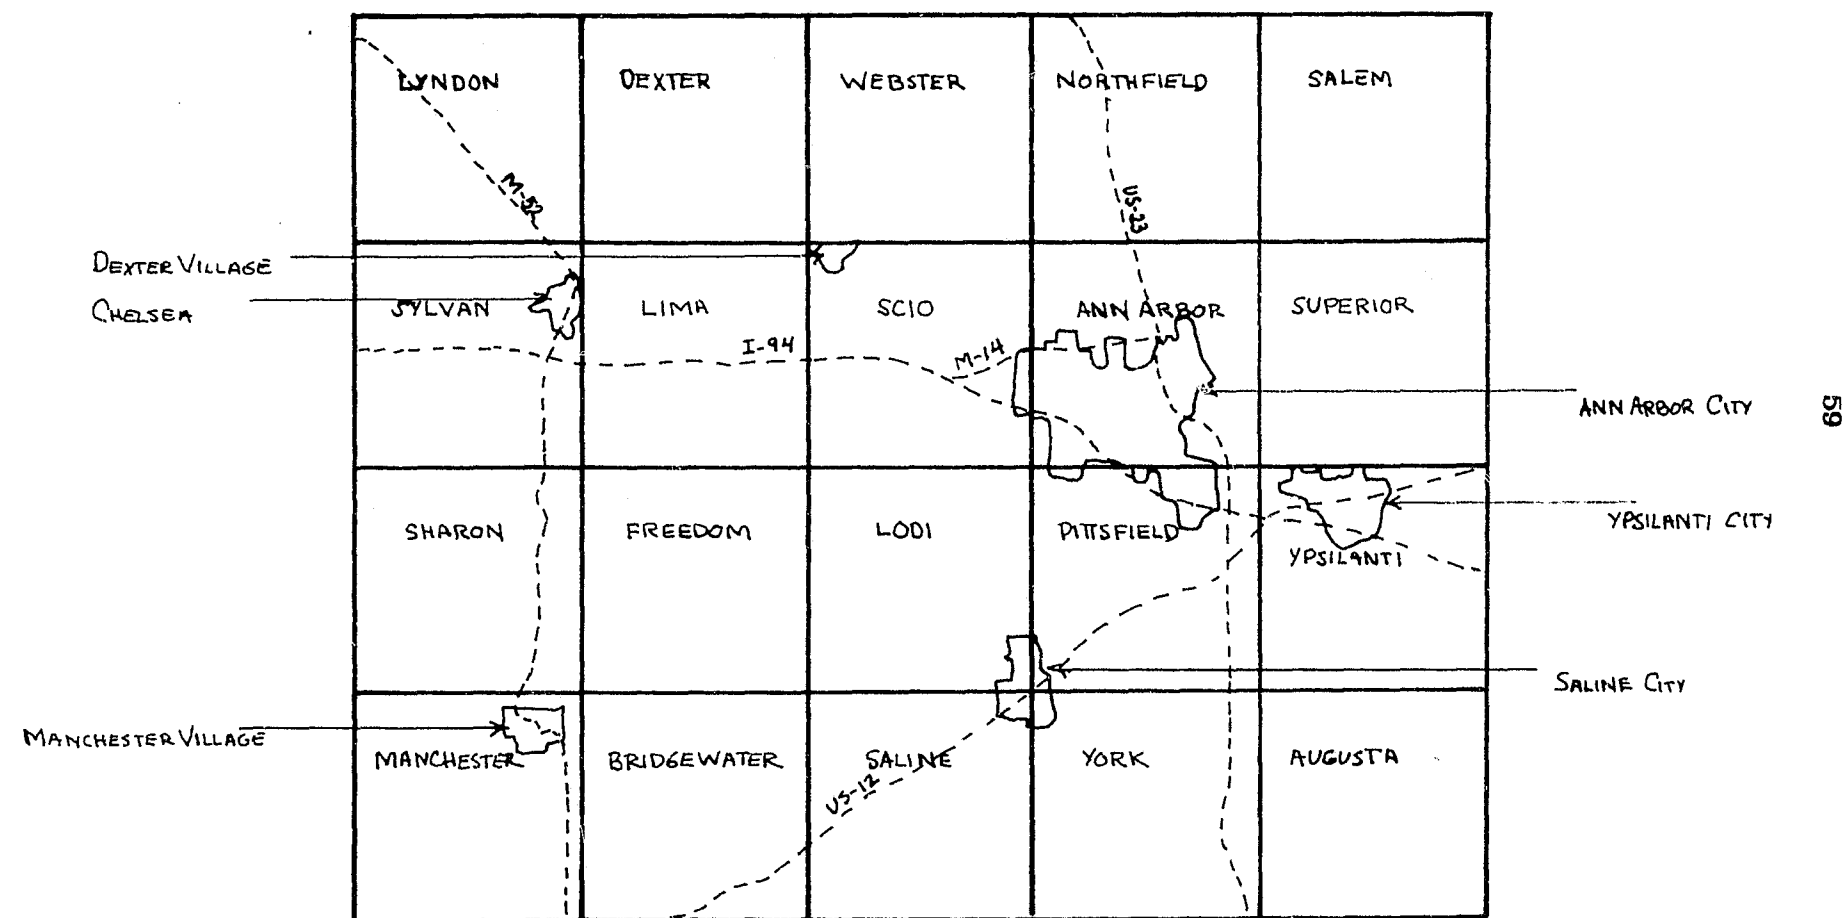 LYNDON
DEXTER
WEBSTER
NORTHFIELD
SALEM
M-52
US-23
DEXTER VILLAGE
CHELSEA
SYLVAN
LIMA
SCIO
ANN ARBOR
SUPERIOR
I-94
M-14
ANN ARBOR CITY
59
SHARON
FREEDOM
LODI
PITTSFIELD
YPSILANTI
YPSILANTI CITY
SALINE CITY
MANCHESTER VILLAGE
MANCHESTER
BRIDGEWATER
SALINE
YORK
AUGUSTA
US-12